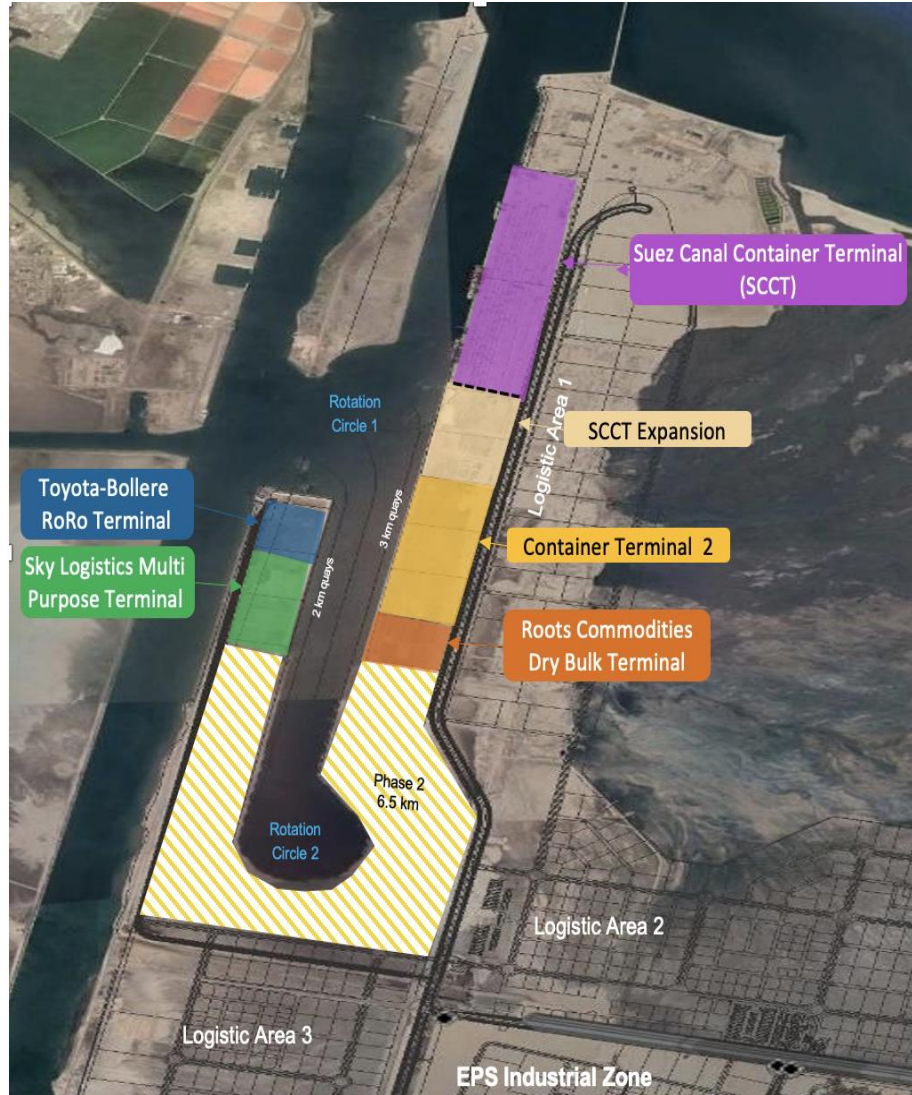 Suez Canal Container Terminal
(SCCT)
Rotation
Circle 1
Logistic Area 1
SCCT Expansion
Toyota-Bollere
RoRo Terminal
3 km quays
Container Terminal 2
Sky Logistics Multi
Purpose Terminal
2 km quays
Roots Commodities
Dry Bulk Terminal
Phase 2
6.5 km
Rotation
Circle 2
Logistic Area 2
Logistic Area 3
EPS Industrial Zone